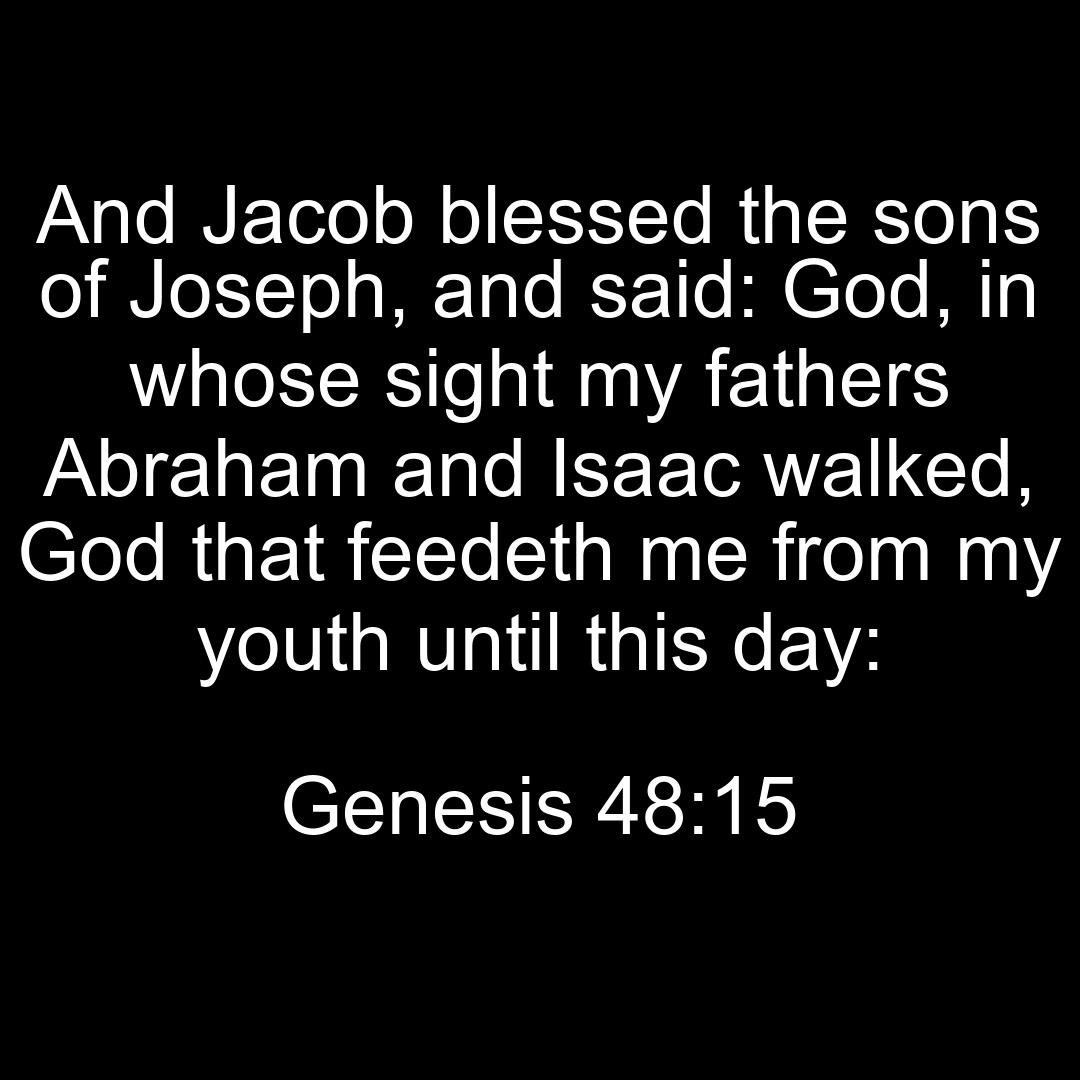 And Jacob blessed the sons
of Joseph, and said: God, in
whose sight my fathers
Abraham and Isaac walked,
God that feedeth me from my
youth until this day:
Genesis 48:15